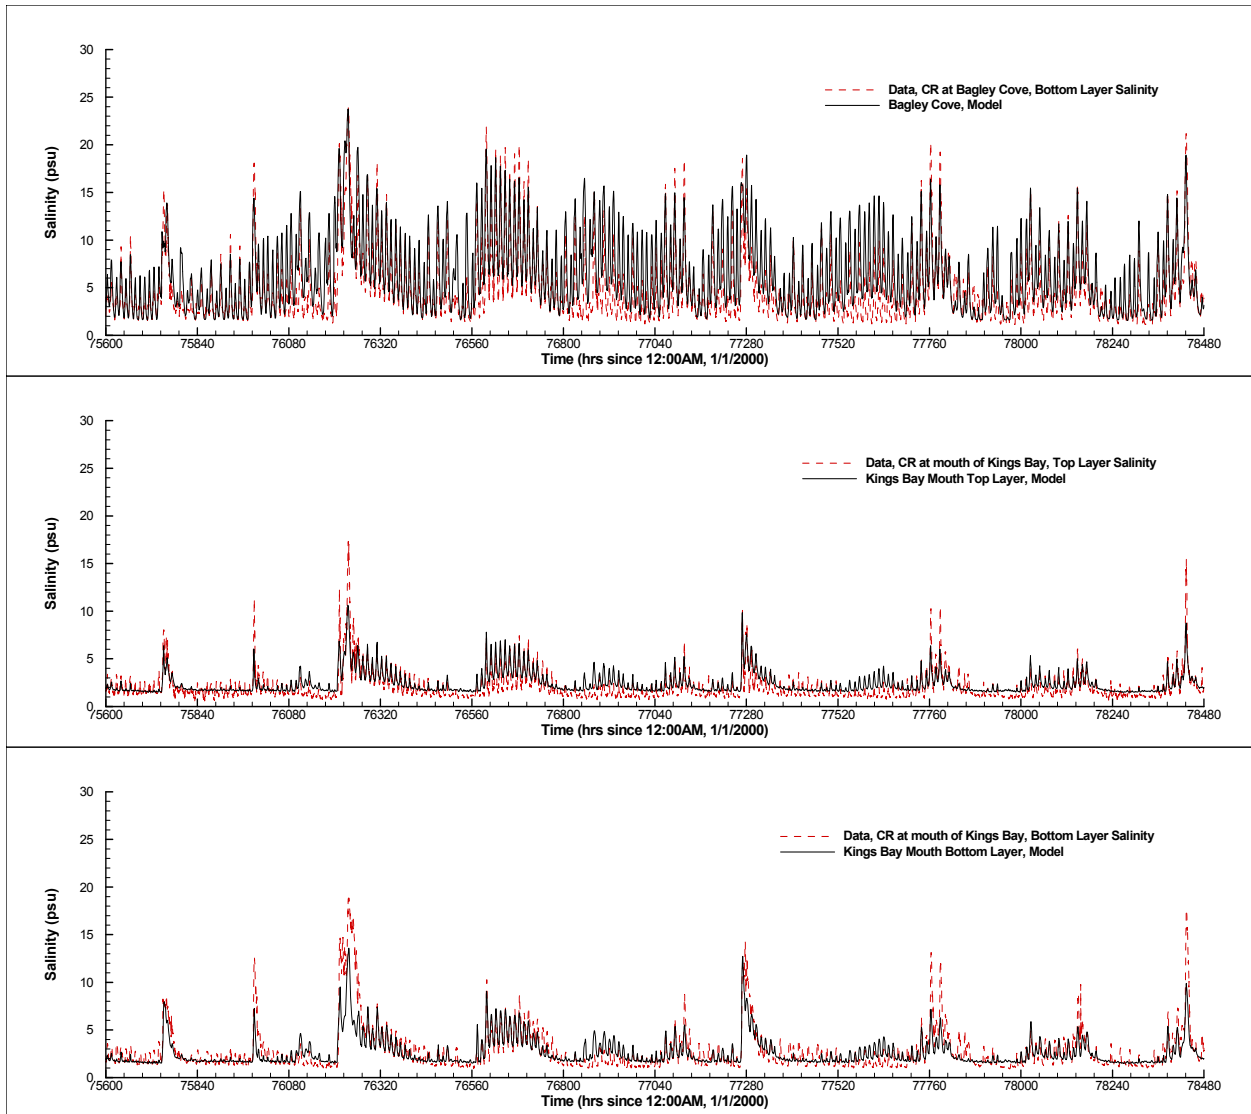 30
25
20
15
10
5
0
Salinity (psu)
Data, CR at Bagley Cove, Bottom Layer Salinity
Bagley Cove, Model
75600 75840 76080 76320 76560 76800 77040 77280 77520 77760 78000 78240 78480
Time (hrs since 12:00AM, 1/1/2000)
30
25
20
15
10
5
0
Salinity (psu)
Data, CR at mouth of Kings Bay, Top Layer Salinity
Kings Bay Mouth Top Layer, Model
75600 75840 76080 76320 76560 76800 77040 77280 77520 77760 78000 78240 78480
Time (hrs since 12:00AM, 1/1/2000)
30
25
20
15
10
5
0
Salinity (psu)
Data, CR at mouth of Kings Bay, Bottom Layer Salinity
Kings Bay Mouth Bottom Layer, Model
75600 75840 76080 76320 76560 76800 77040 77280 77520 77760 78000 78240 78480
Time (hrs since 12:00AM, 1/1/2000)